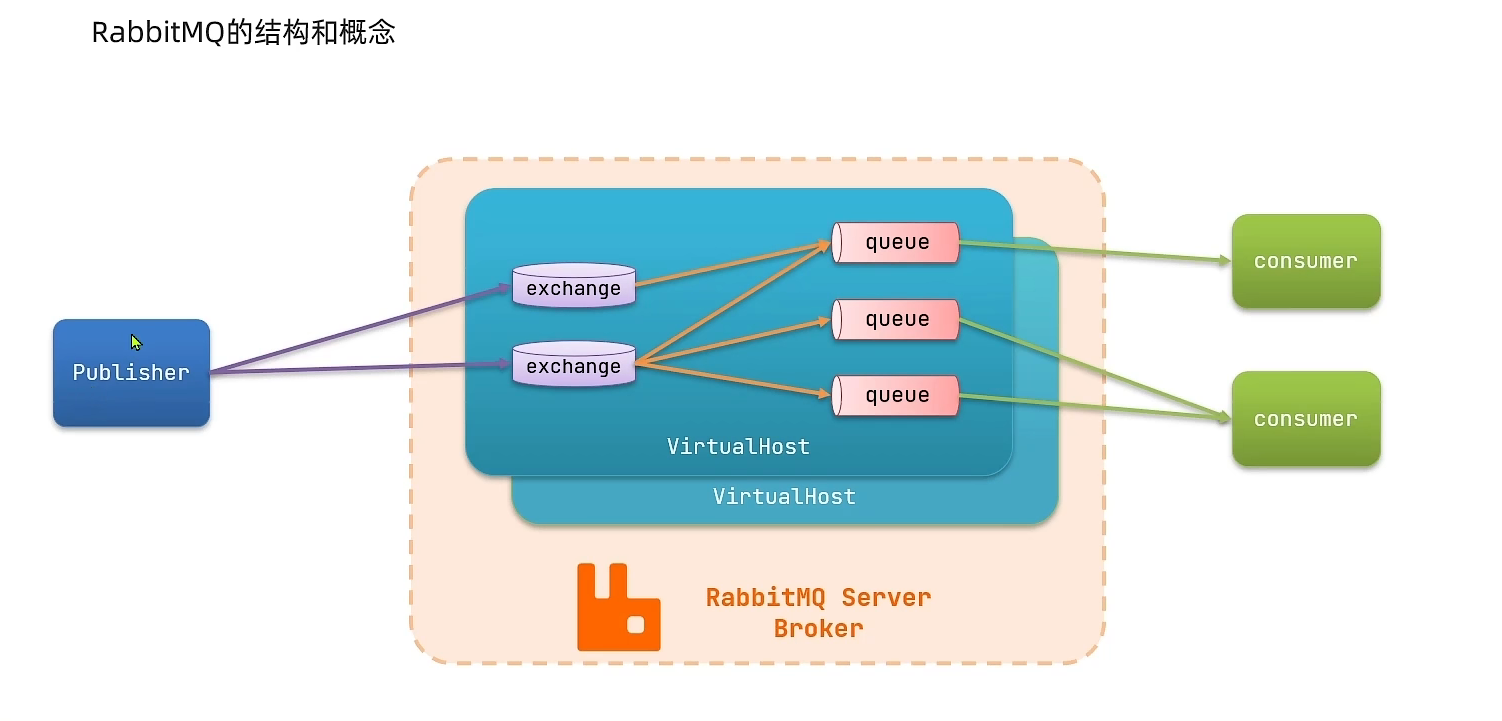 RabbitMQ的结构和概念
Publisher
exchange
exchange
queue
queue
queue
VirtualHost
VirtualHost
RabbitMQ Server
Broker
consumer
consumer